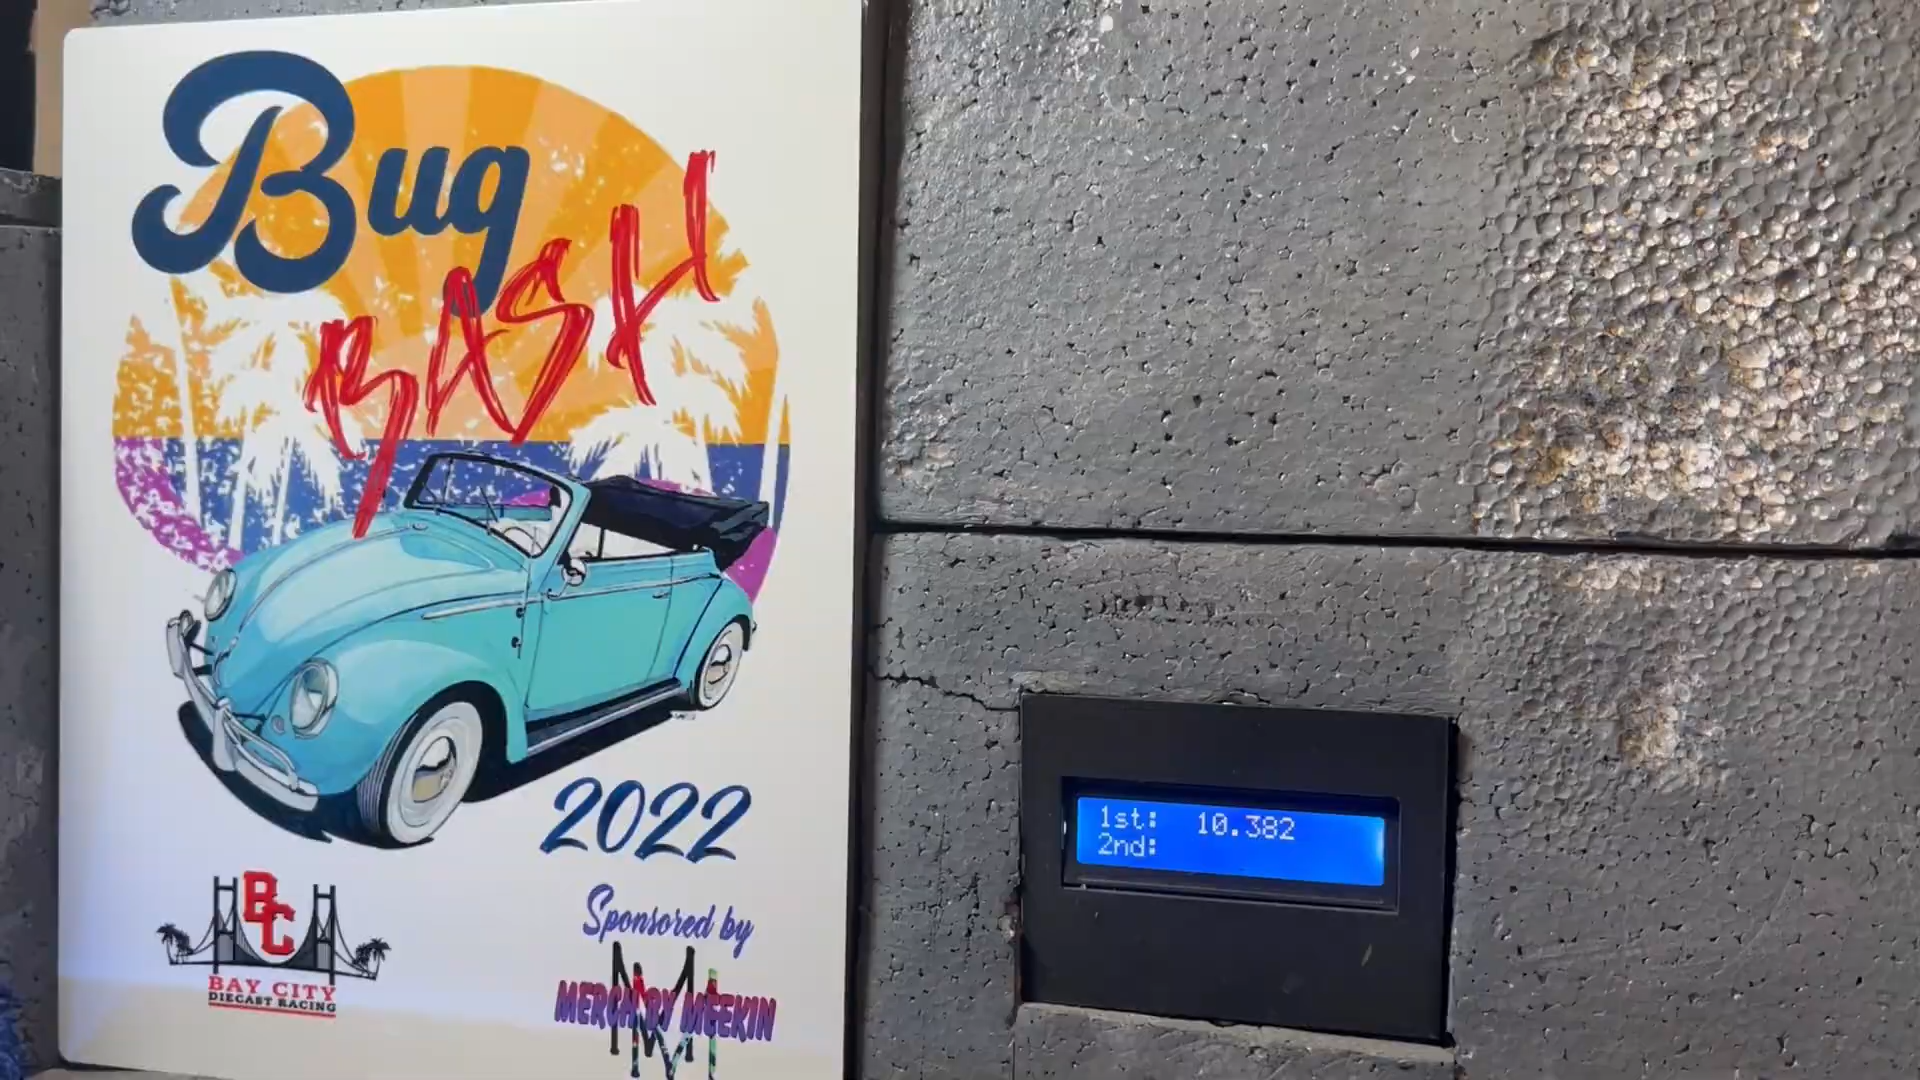 Bug
BASH
2022
BC
BAY CITY
DIECAST RACING
Sponsored by
MERCH BY MEEKIN
1st: 10.382
2nd: